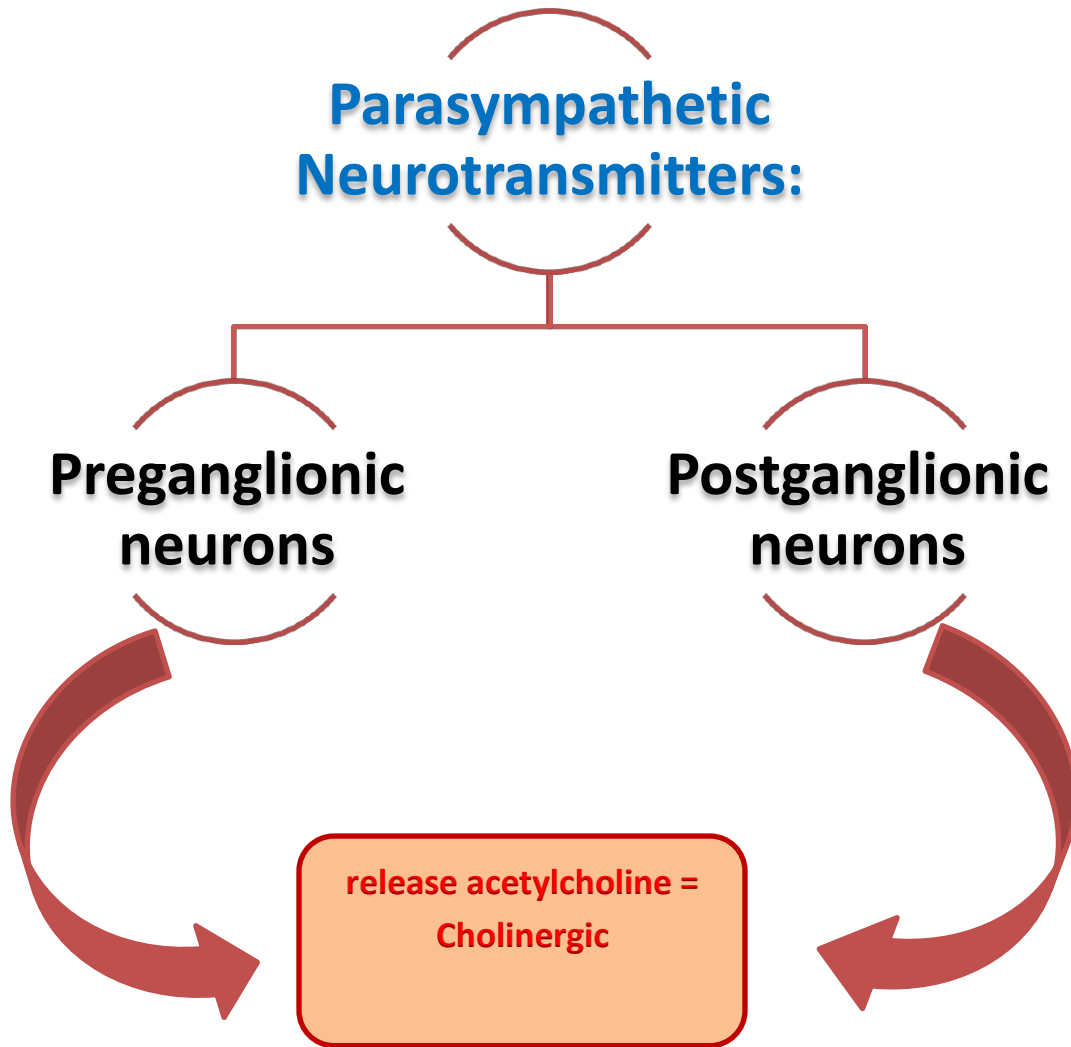 Parasympathetic
Neurotransmitters:
Preganglionic
neurons
Postganglionic
neurons
release acetylcholine =
Cholinergic